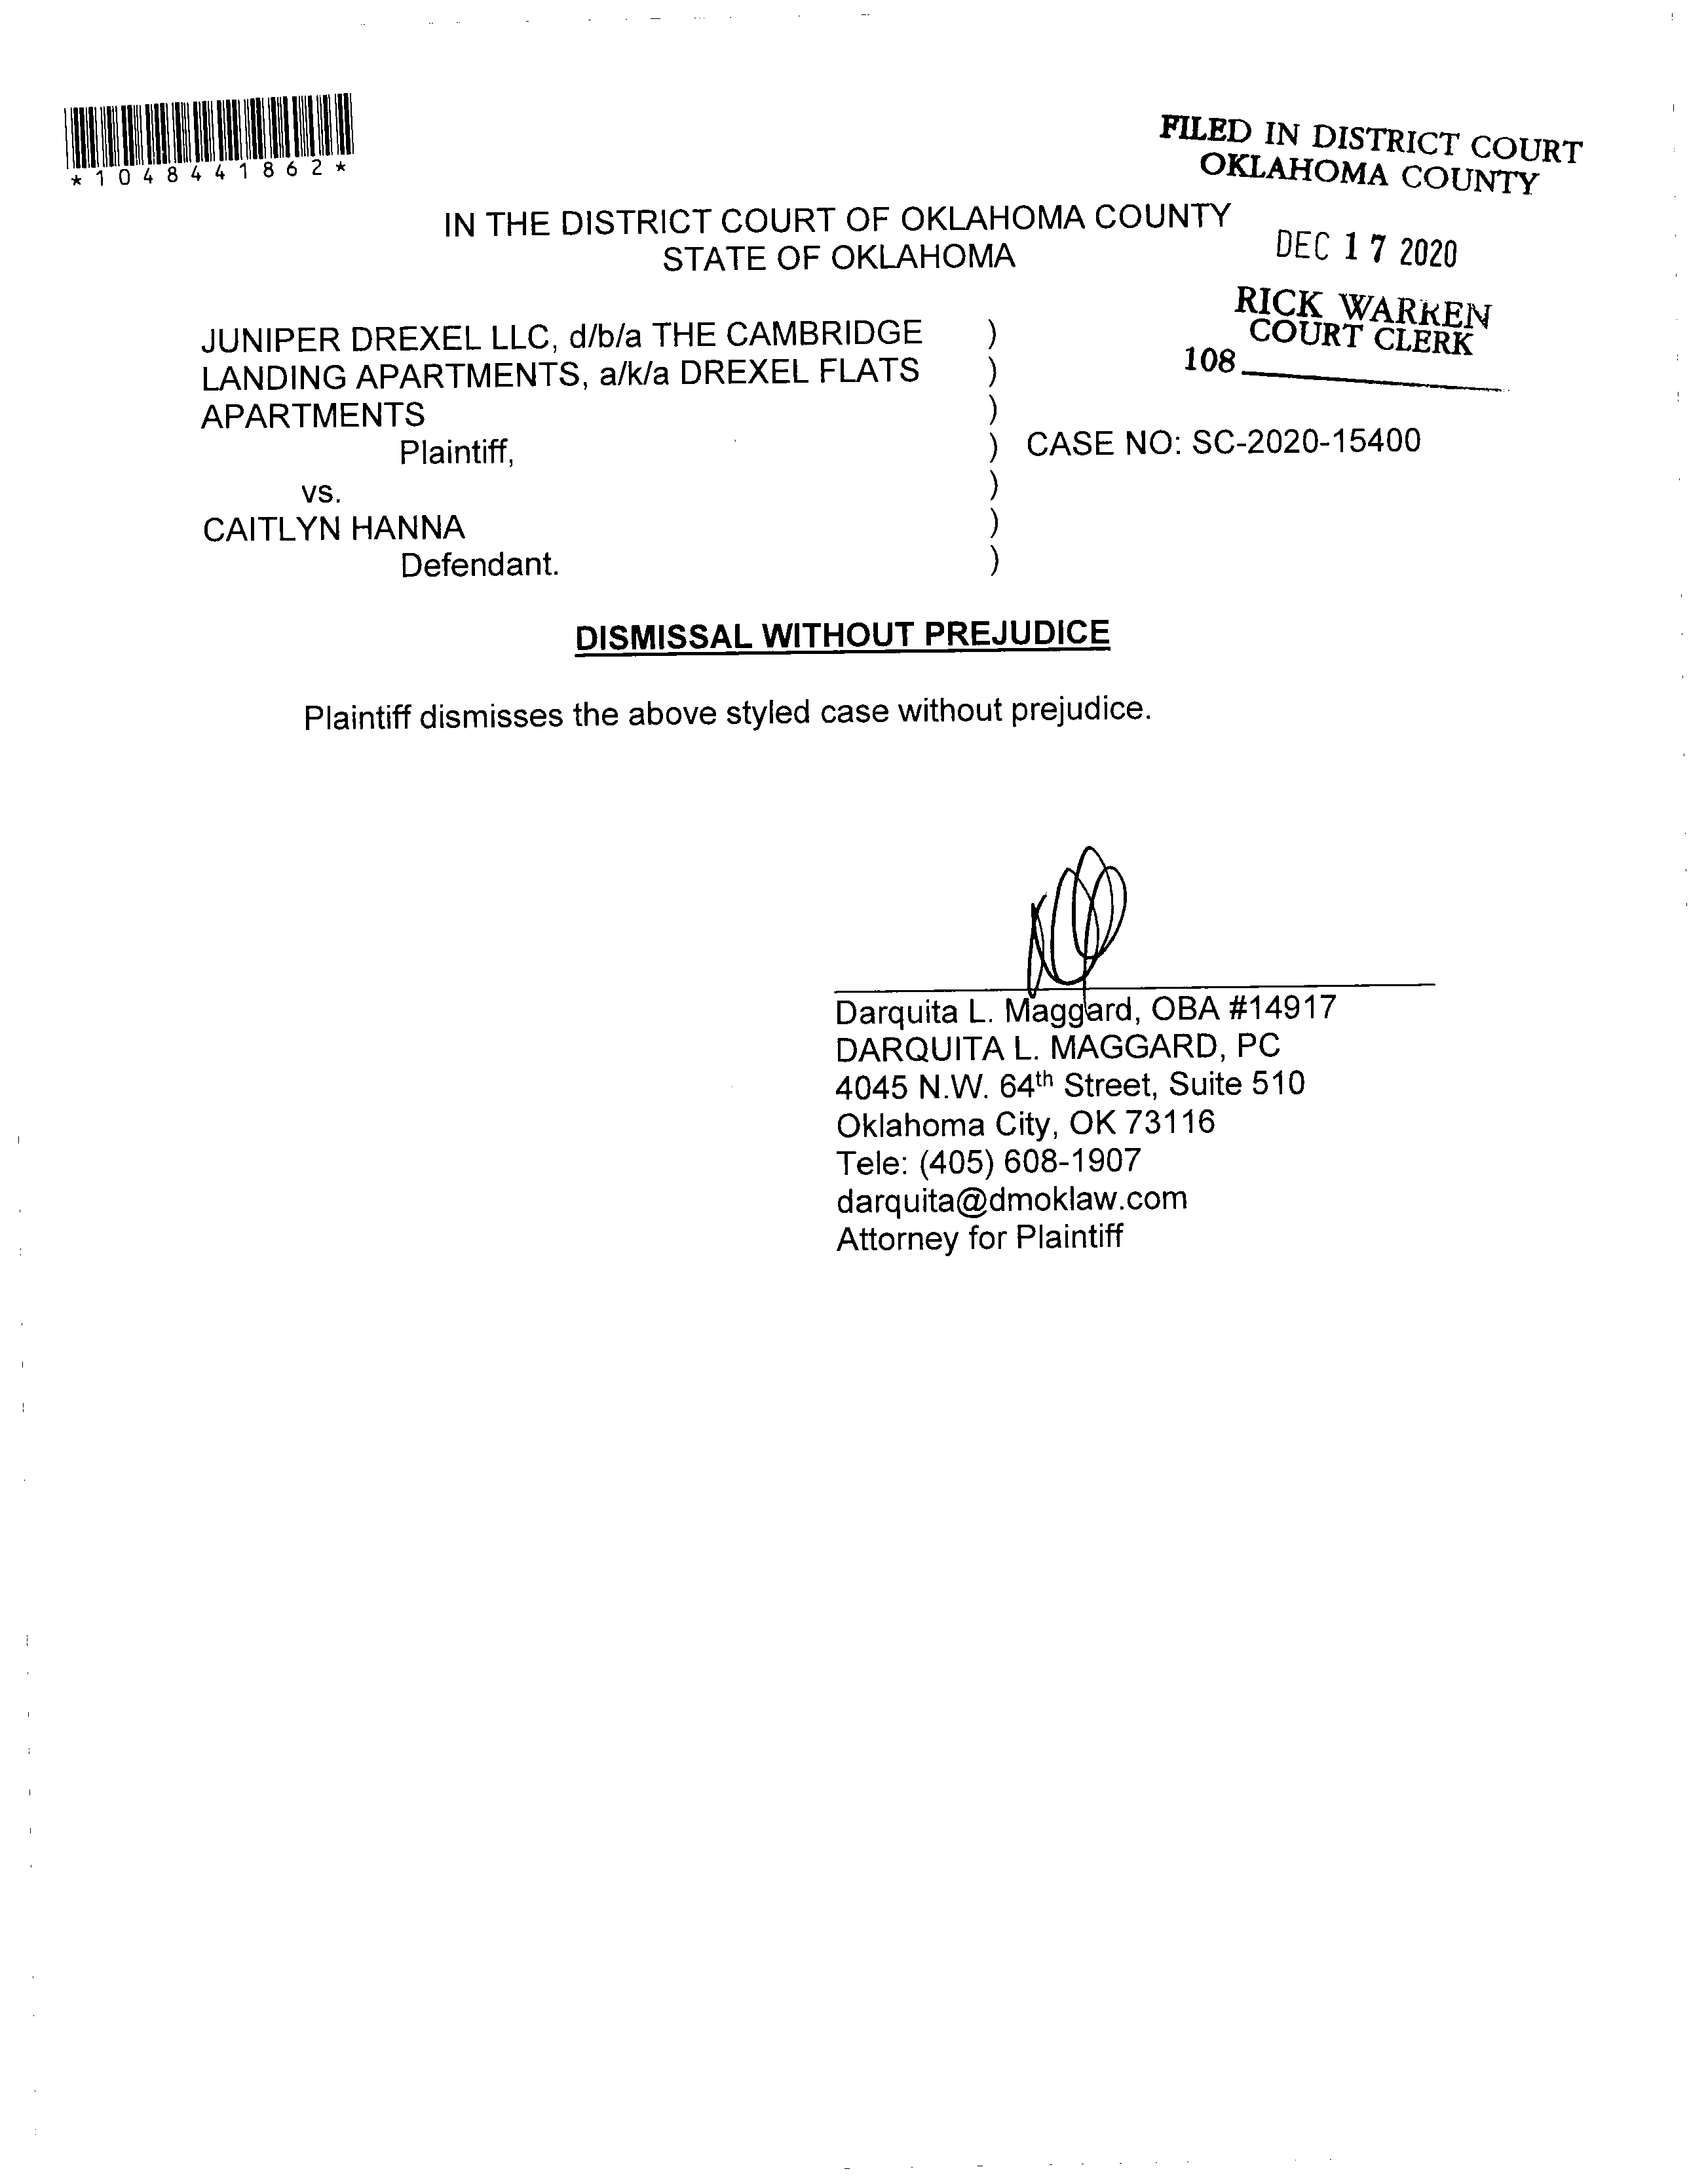 *1048441862*
FILED IN DISTRICT COURT
OKLAHOMA COUNTY
IN THE DISTRICT COURT OF OKLAHOMA COUNTY
STATE OF OKLAHOMA
DEC 17 2020
RICK WARREN
COURT CLERK
108
JUNIPER DREXEL LLC, d/b/a THE CAMBRIDGE )
LANDING APARTMENTS, a/k/a DREXEL FLATS )
APARTMENTS )
Plaintiff, ) CASE NO: SC-2020-15400
vs. )
CAITLYN HANNA )
Defendant. )
DISMISSAL WITHOUT PREJUDICE
Plaintiff dismisses the above styled case without prejudice.
Darquita L. Maggard, OBA #14917
DARQUITA L. MAGGARD, PC
4045 N.W. 64th Street, Suite 510
Oklahoma City, OK 73116
Tele: (405) 608-1907
darquita@dmoklaw.com
Attorney for Plaintiff